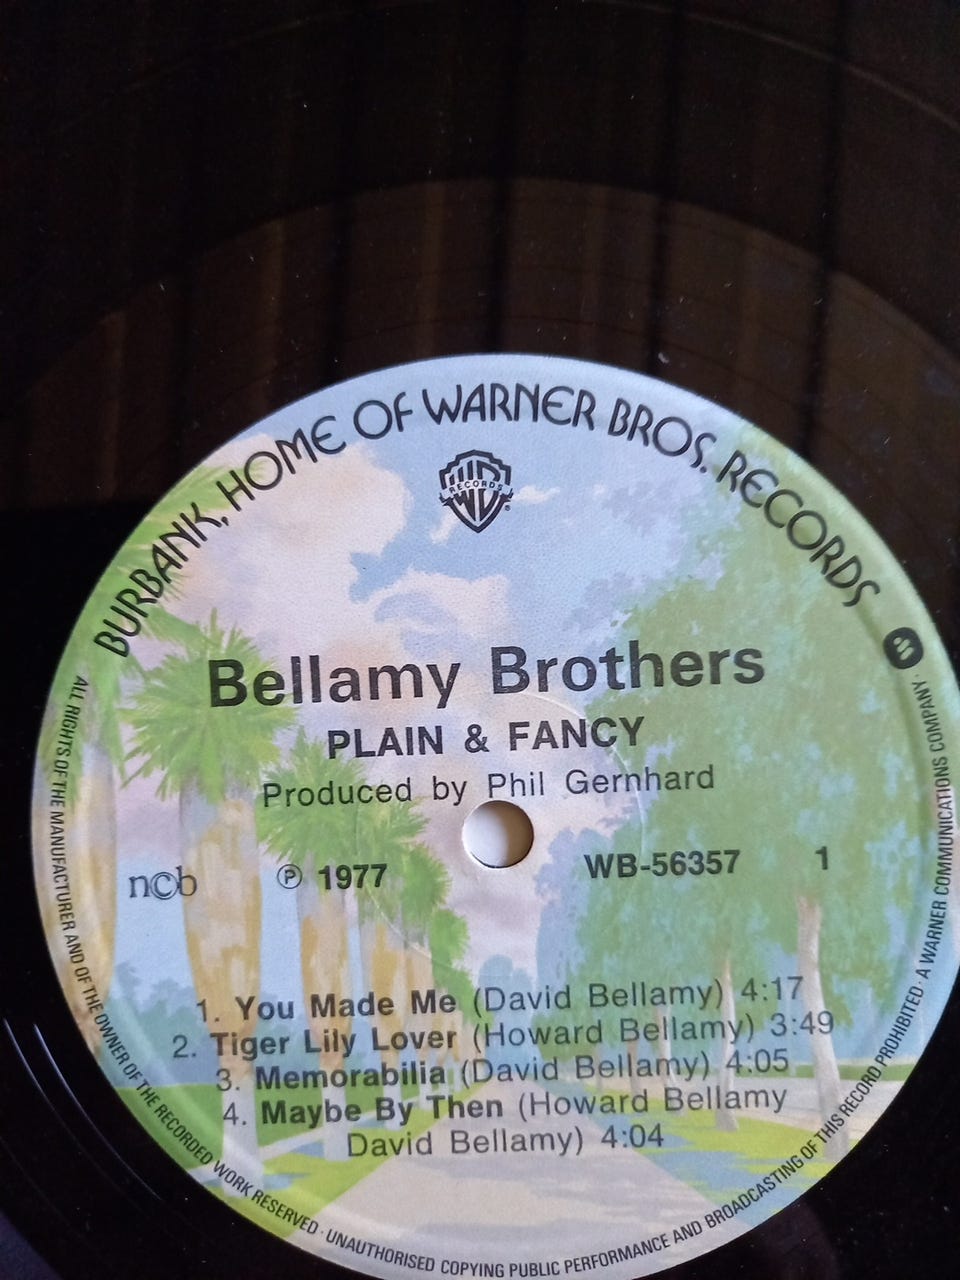 BURBANK, HOME OF WARNER BROS. RECORDS
RECORDS
Bellamy Brothers
PLAIN & FANCY
Produced by Phil Gernhard
ncb
℗ 1977
WB-56357
1
1. You Made Me (David Bellamy) 4:17
2. Tiger Lily Lover (Howard Bellamy) 3:49
3. Memorabilia (David Bellamy) 4:05
4. Maybe By Then (Howard Bellamy
David Bellamy) 4:04
ALL RIGHTS OF THE MANUFACTURER AND OF THE OWNER OF THE RECORDED WORK RESERVED · UNAUTHORISED COPYING PUBLIC PERFORMANCE AND BROADCASTING OF THIS RECORD PROHIBITED · A WARNER COMMUNICATIONS COMPANY ·